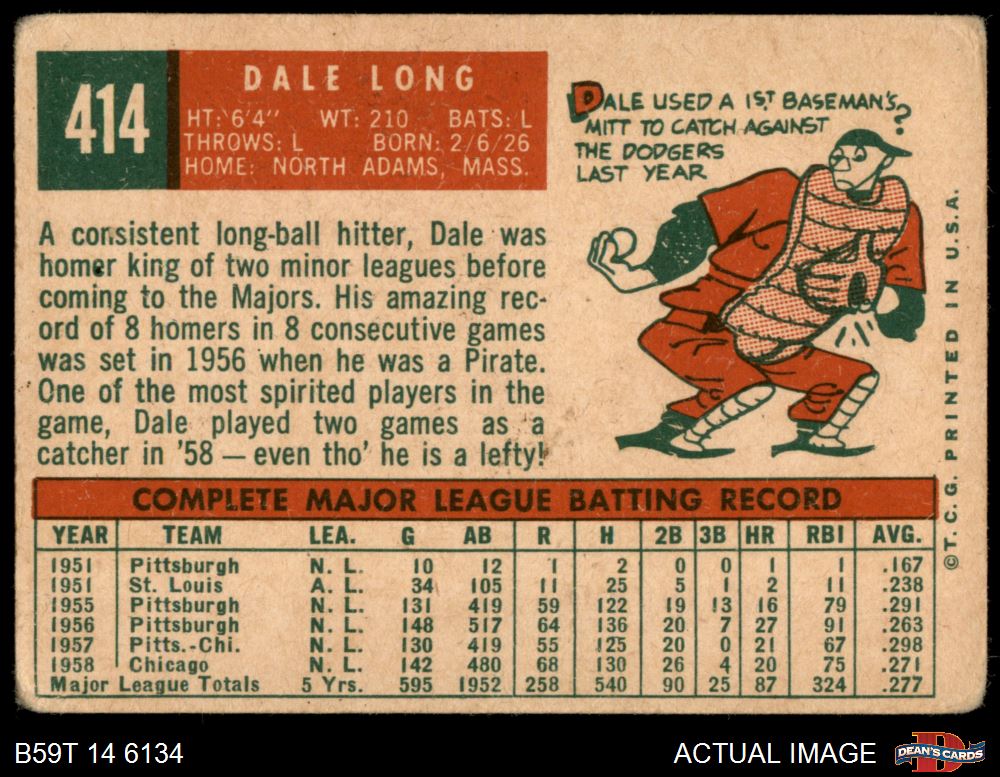 414
DALE LONG
HT: 6'4" WT: 210 BATS: L
THROWS: L BORN: 2/6/26
HOME: NORTH ADAMS, MASS.
DALE USED A 1ST BASEMAN'S
MITT TO CATCH AGAINST
THE DODGERS
LAST YEAR
?
A consistent long-ball hitter, Dale was
homer king of two minor leagues before
coming to the Majors. His amazing rec-
ord of 8 homers in 8 consecutive games
was set in 1956 when he was a Pirate.
One of the most spirited players in the
game, Dale played two games as a
catcher in '58 — even tho' he is a lefty!
COMPLETE MAJOR LEAGUE BATTING RECORD
YEAR TEAM LEA. G AB R H 2B 3B HR RBI AVG.
1951 Pittsburgh N. L. 10 12 1 2 0 0 1 1 .167
1951 St. Louis A. L. 34 105 11 25 5 1 2 11 .238
1955 Pittsburgh N. L. 131 419 59 122 19 13 16 79 .291
1956 Pittsburgh N. L. 148 517 64 136 20 7 27 91 .263
1957 Pitts.-Chi. N. L. 130 419 55 125 20 0 21 67 .298
1958 Chicago N. L. 142 480 68 130 26 4 20 75 .271
Major League Totals 5 Yrs. 595 1952 258 540 90 25 87 324 .277
©T.C.G. PRINTED IN U.S.A.
B59T 14 6134
ACTUAL IMAGE
DEAN'S CARDS